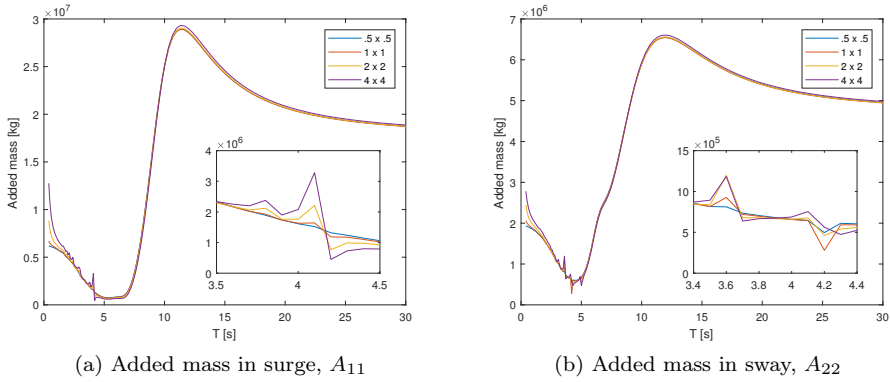 ×10^7
3
2.5
2
1.5
1
0.5
0
Added mass [kg]
0 5 10 15 20 25 30
T [s]
.5 x .5
1 x 1
2 x 2
4 x 4
×10^6
4
3
2
1
0
3.5 4 4.5
(a) Added mass in surge, A_11
×10^6
7
6
5
4
3
2
1
0
Added mass [kg]
0 5 10 15 20 25 30
T [s]
.5 x .5
1 x 1
2 x 2
4 x 4
×10^5
15
10
5
0
3.4 3.6 3.8 4 4.2 4.4
(b) Added mass in sway, A_22